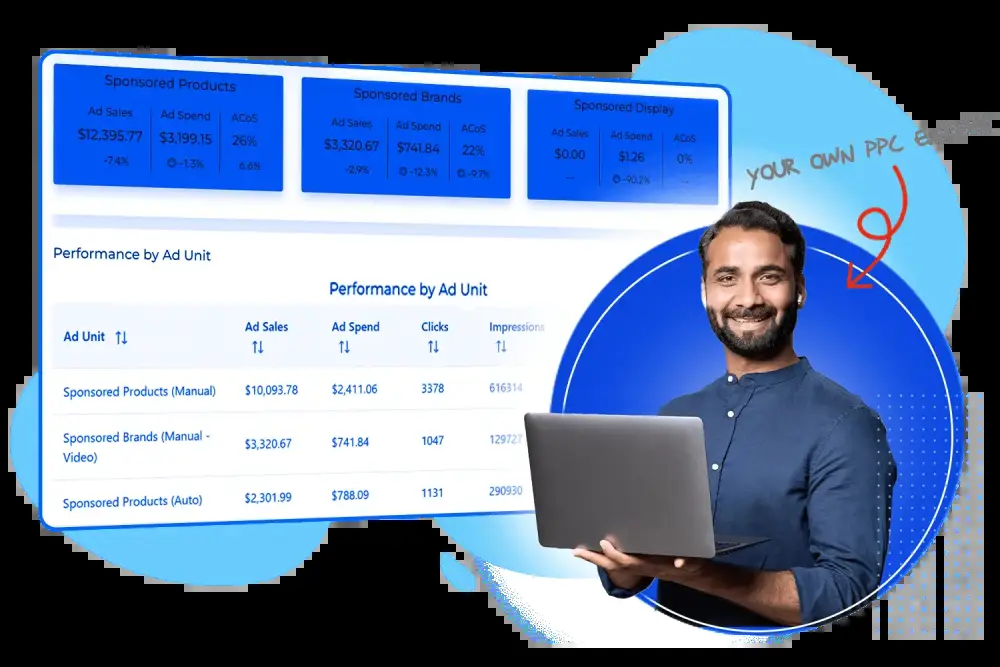 Sponsored Products
Ad Sales Ad Spend ACoS
$12,395.77 $3,199.15 26%
-7.4% -1.3% 6.6%
Sponsored Brands
Ad Sales Ad Spend ACoS
$3,320.67 $741.84 22%
-2.9% -12.3% -9.7%
Sponsored Display
Ad Sales Ad Spend ACoS
$0.00 $1.26 0%
-- -90.2% --
YOUR OWN PPC
Performance by Ad Unit
Performance by Ad Unit
Ad Unit Ad Sales Ad Spend Clicks Impressions
Sponsored Products (Manual) $10,093.78 $2,411.06 3378 616314
Sponsored Brands (Manual - $3,320.67 $741.84 1047 129727
Video)
Sponsored Products (Auto) $2,301.99 $788.09 1131 290930